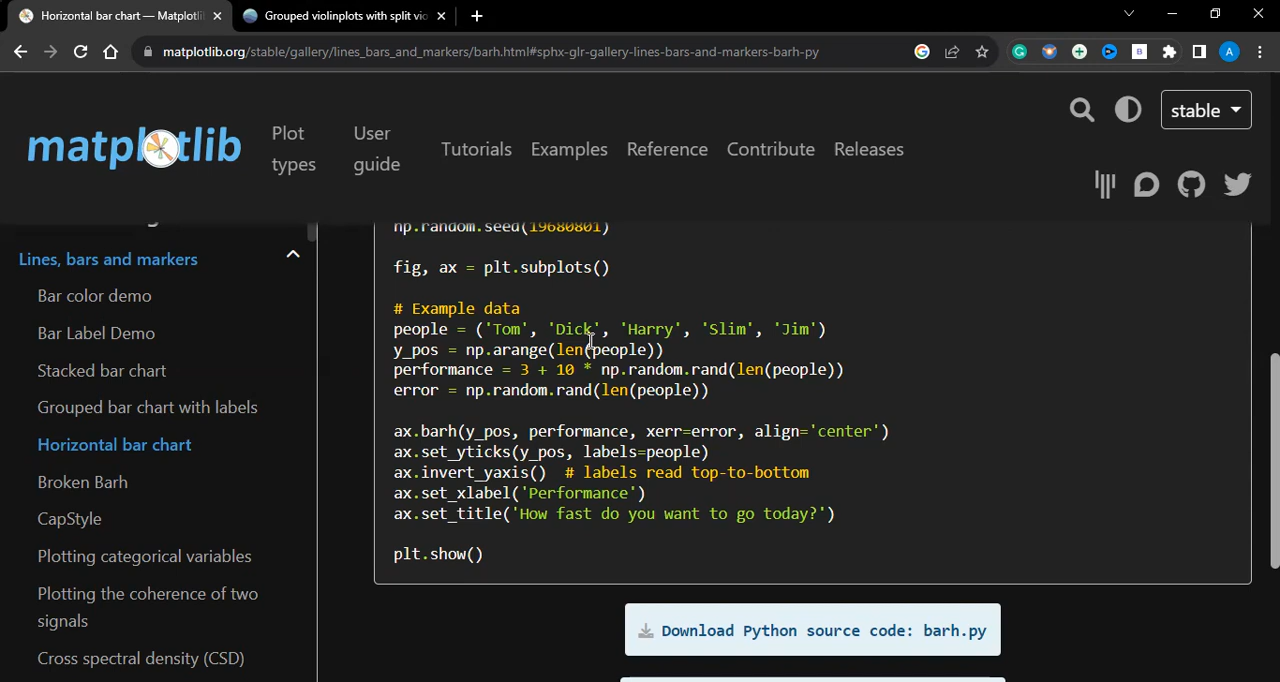 Horizontal bar chart — Matplotli
Grouped violinplots with split vio
matplotlib.org/stable/gallery/lines_bars_and_markers/barh.html#sphx-glr-gallery-lines-bars-and-markers-barh-py
A
matplotlib
Plot types
User guide
Tutorials
Examples
Reference
Contribute
Releases
stable
Lines, bars and markers
Bar color demo
Bar Label Demo
Stacked bar chart
Grouped bar chart with labels
Horizontal bar chart
Broken Barh
CapStyle
Plotting categorical variables
Plotting the coherence of two
signals
Cross spectral density (CSD)
np.random.seed(19680801)
fig, ax = plt.subplots()
# Example data
people = ('Tom', 'Dick', 'Harry', 'Slim', 'Jim')
y_pos = np.arange(len(people))
performance = 3 + 10 * np.random.rand(len(people))
error = np.random.rand(len(people))
ax.barh(y_pos, performance, xerr=error, align='center')
ax.set_yticks(y_pos, labels=people)
ax.invert_yaxis()  # labels read top-to-bottom
ax.set_xlabel('Performance')
ax.set_title('How fast do you want to go today?')
plt.show()
Download Python source code: barh.py